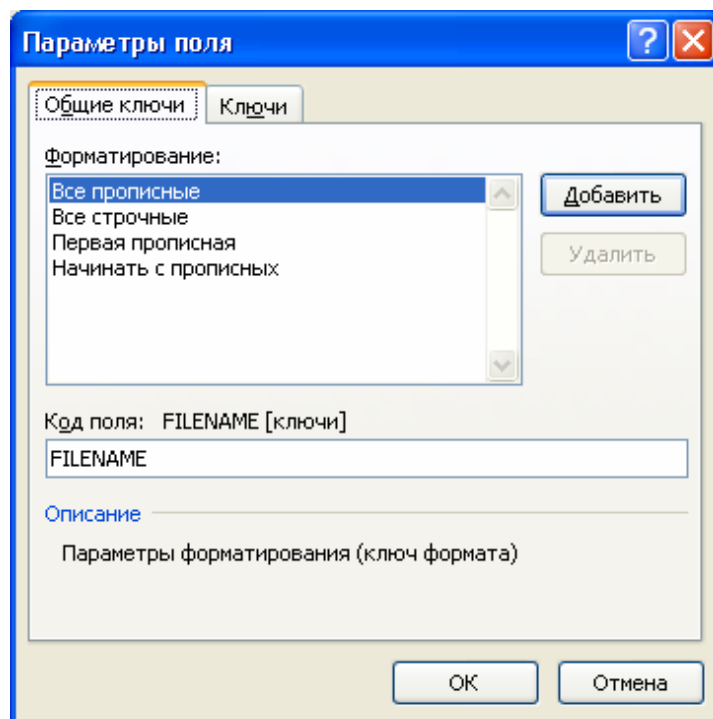 Параметры поля
Общие ключи
Ключи
Форматирование:
Все прописные
Все строчные
Первая прописная
Начинать с прописных
Добавить
Удалить
Код поля: FILENAME [ключи]
FILENAME
Описание
Параметры форматирования (ключ формата)
ОК
Отмена